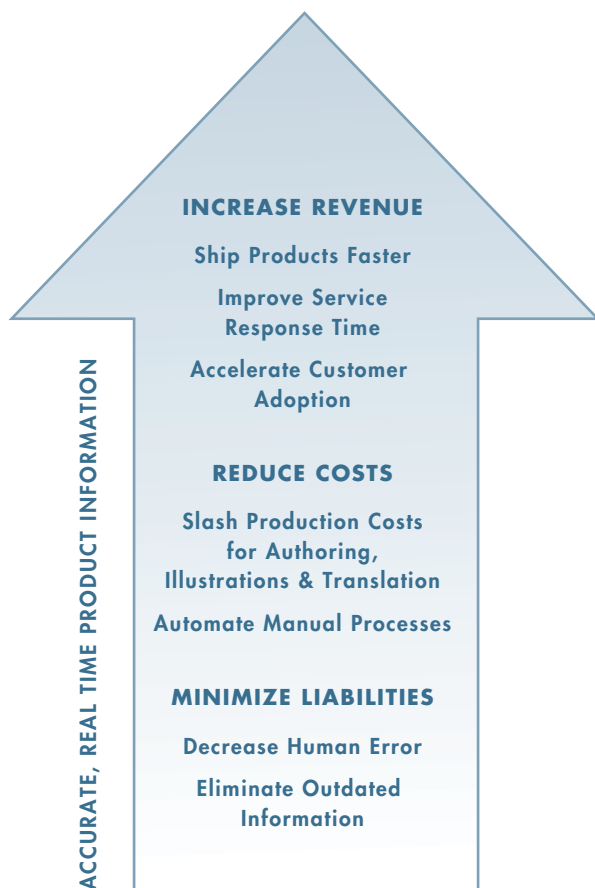 INCREASE REVENUE
Ship Products Faster
Improve Service
Response Time
Accelerate Customer
Adoption
REDUCE COSTS
Slash Production Costs
for Authoring,
Illustrations & Translation
Automate Manual Processes
MINIMIZE LIABILITIES
Decrease Human Error
Eliminate Outdated
Information
ACCURATE, REAL TIME PRODUCT INFORMATION